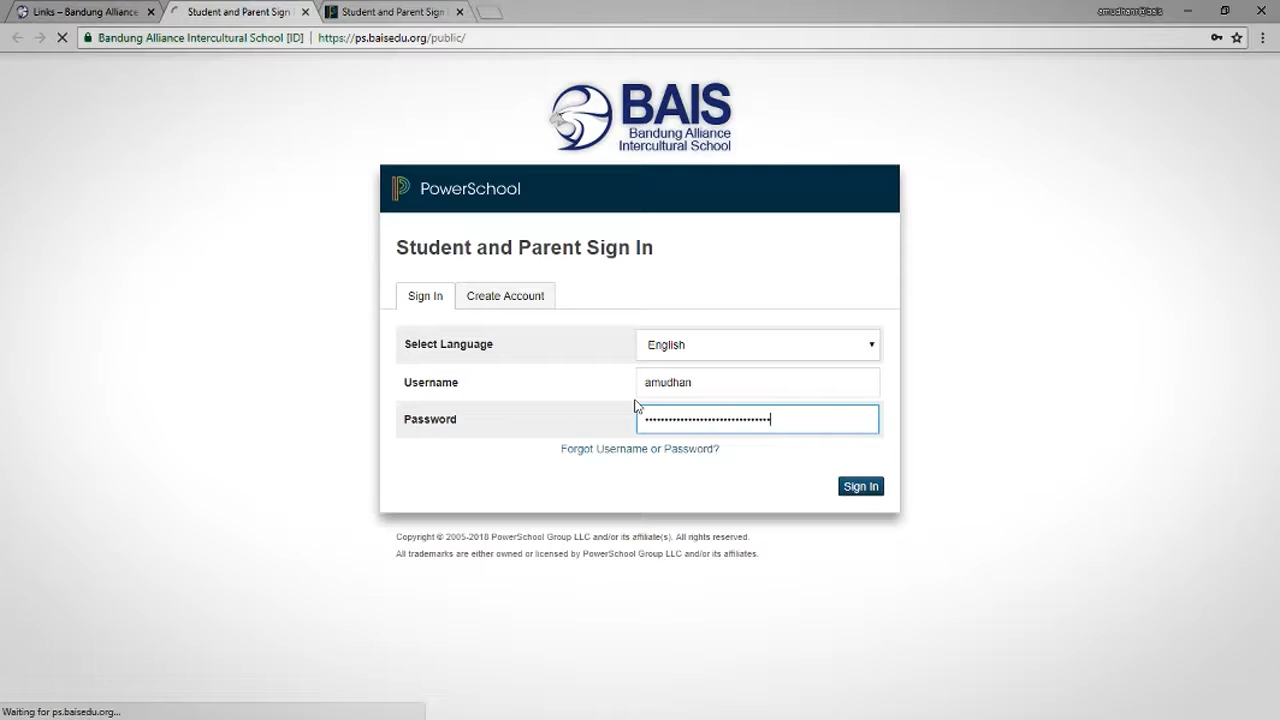 Links – Bandung Alliance
Student and Parent Sign I
Student and Parent Sign I
amudhan@bais
Bandung Alliance Intercultural School [ID]
https://ps.baisedu.org/public/
BAIS
Bandung Alliance
Intercultural School
PowerSchool
Student and Parent Sign In
Sign In
Create Account
Select Language
English
Username
amudhan
Password
Forgot Username or Password?
Sign In
Copyright © 2005-2018 PowerSchool Group LLC and/or its affiliate(s). All rights reserved.
All trademarks are either owned or licensed by PowerSchool Group LLC and/or its affiliates.
Waiting for ps.baisedu.org...